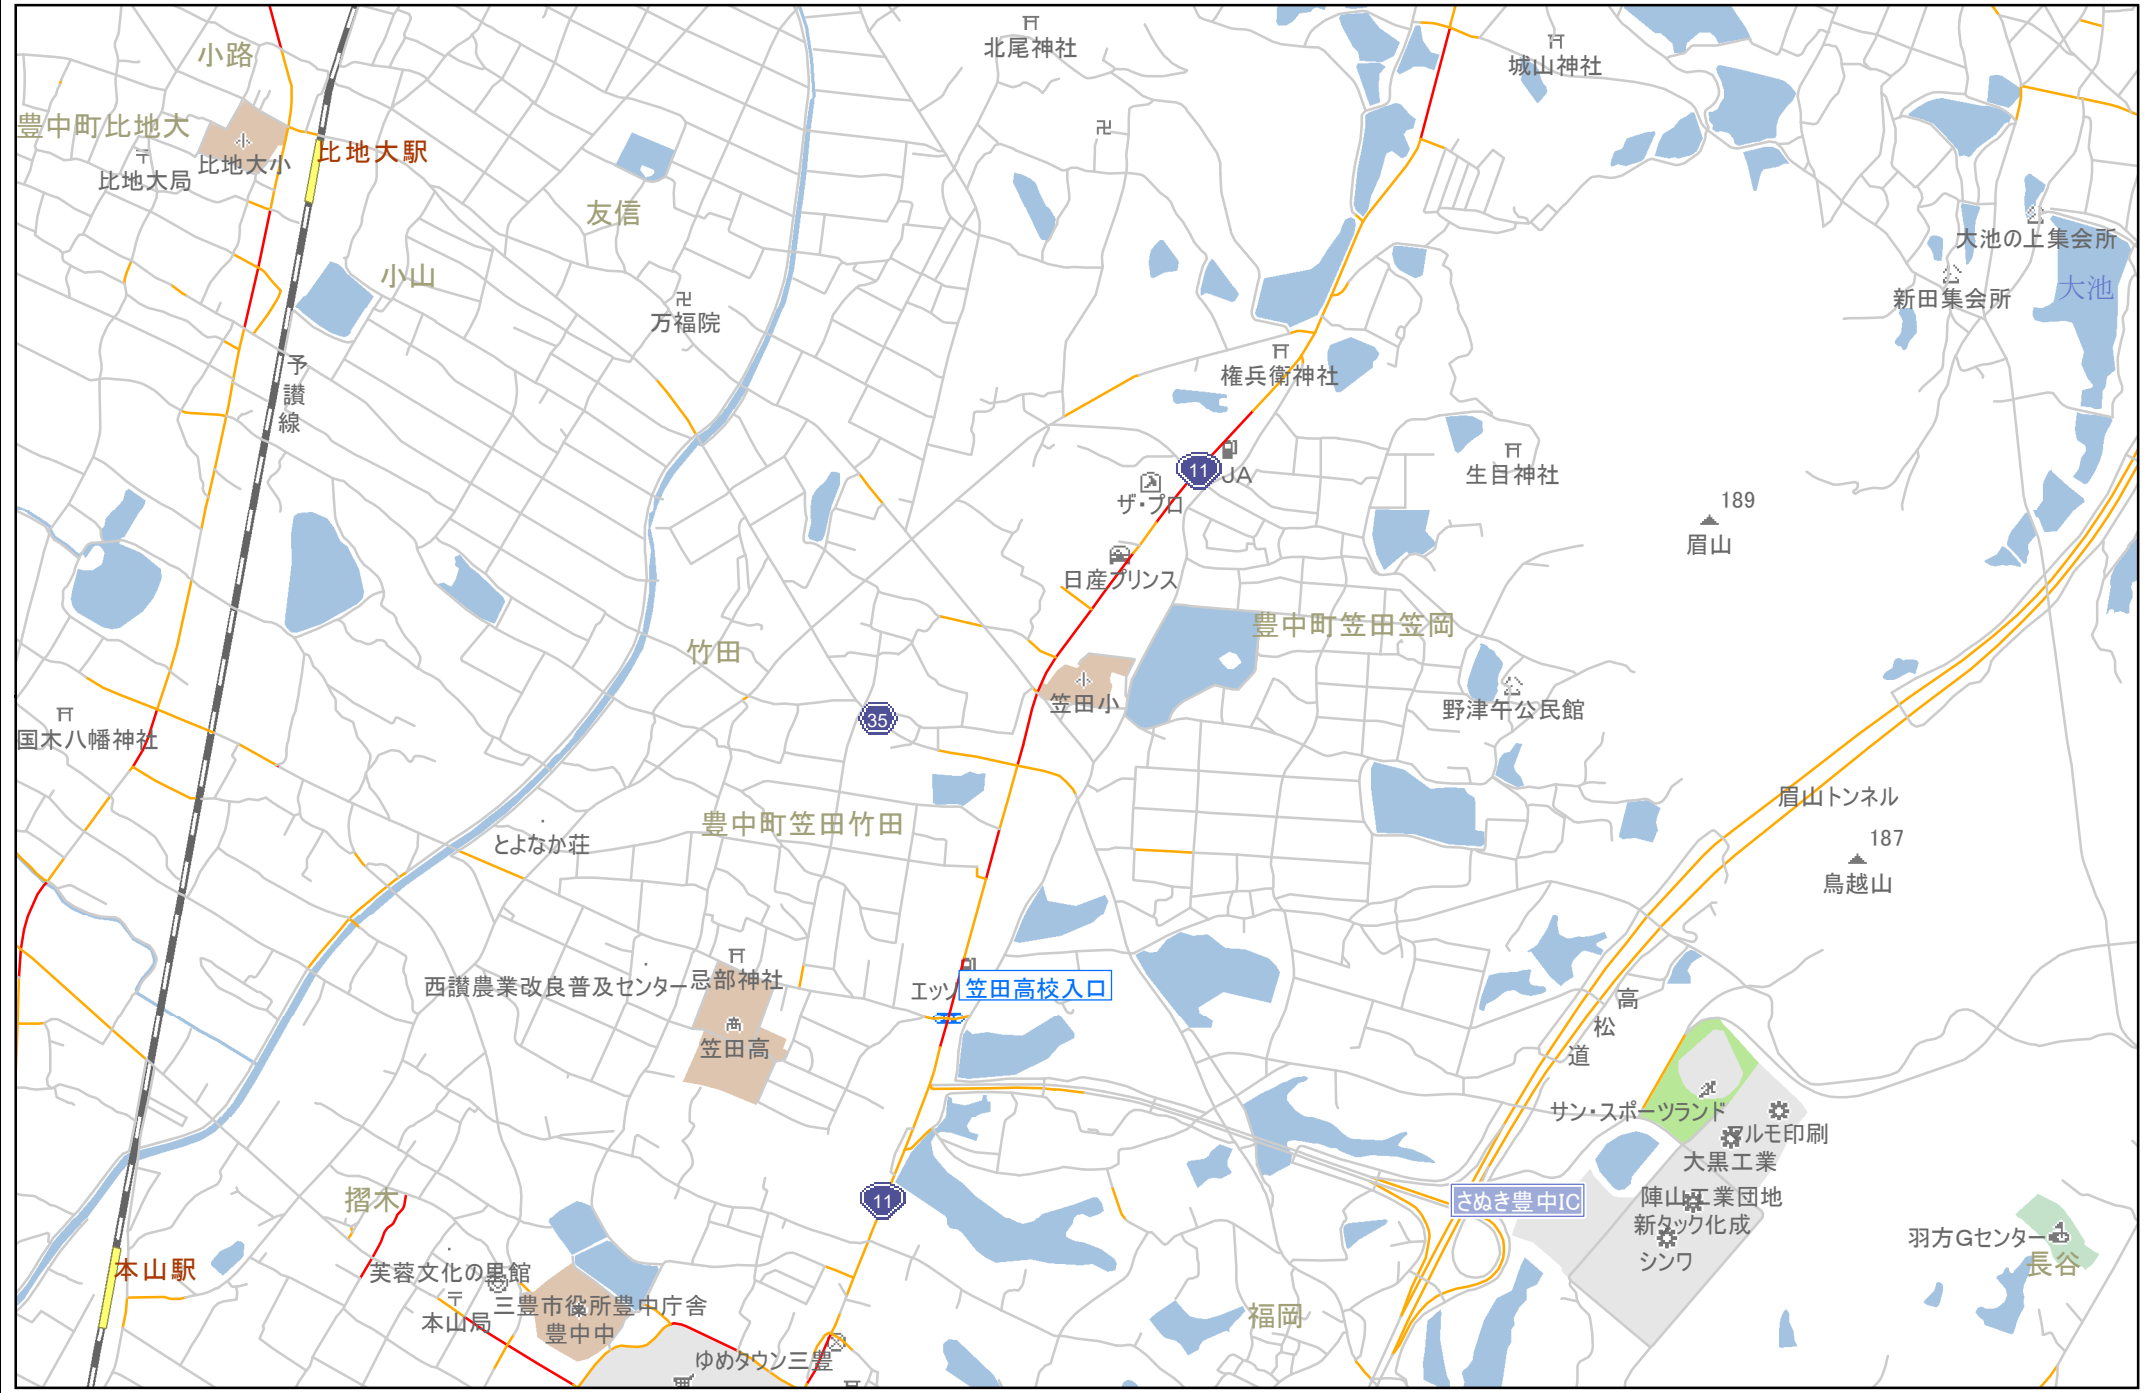 北尾神社
小路
城山神社
豊中町比地大
比地大駅
比地大小
比地大局
友信
大池の上集会所
小山
新田集会所
大池
万福院
予讃線
権兵衛神社
11
JA
生目神社
ザ・プロ
189
眉山
日産プリンス
豊中町笠田笠岡
竹田
笠田小
野津午公民館
35
国木八幡神社
眉山トンネル
豊中町笠田竹田
187
とよなか荘
鳥越山
西讃農業改良普及センター
忌部神社
エッソ
笠田高校入口
高松道
笠田高
サン・スポーツランド
マルモ印刷
大黒工業
摺木
11
さぬき豊中IC
陣山工業団地
新タック化成
羽方Gセンター
シンワ
長谷
本山駅
芙蓉文化の里館
三豊市役所豊中庁舎
本山局
豊中中
福岡
ゆめタウン三豊